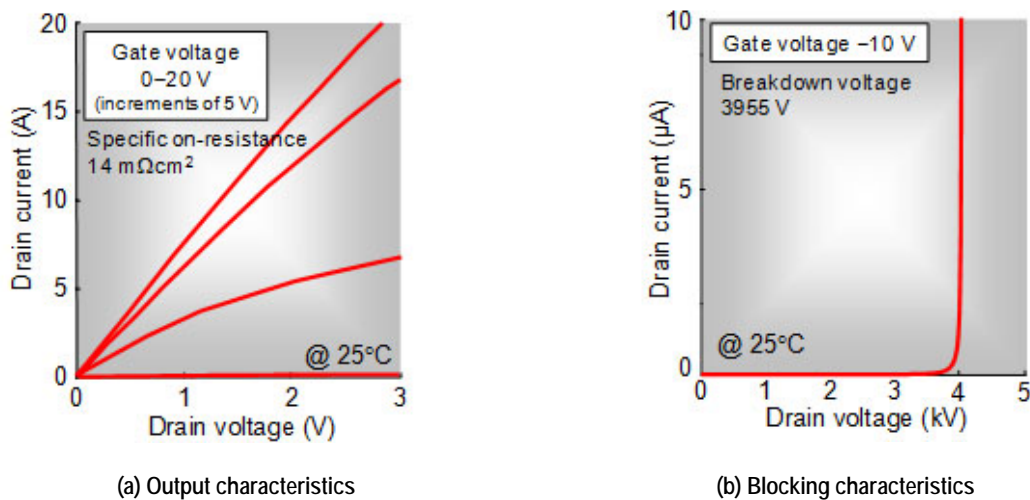 20
15
10
5
0
Drain current (A)
Gate voltage
0–20 V
(increments of 5 V)
Specific on-resistance
14 mΩcm²
@ 25°C
0
1
2
3
Drain voltage (V)
(a) Output characteristics
10
5
0
Drain current (µA)
Gate voltage –10 V
Breakdown voltage
3955 V
@ 25°C
0
1
2
3
4
5
Drain voltage (kV)
(b) Blocking characteristics